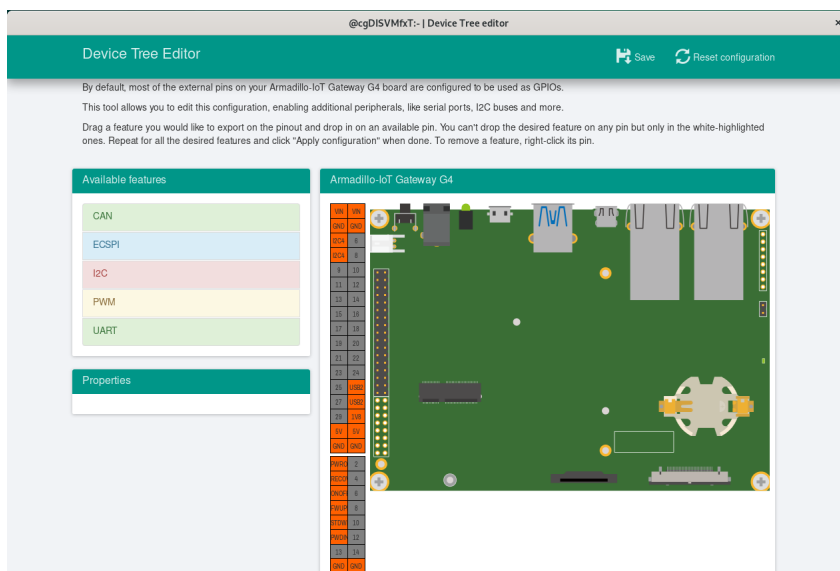 @cgDISVMfxT:~ | Device Tree editor
×
Device Tree Editor
Save
Reset configuration
By default, most of the external pins on your Armadillo-IoT Gateway G4 board are configured to be used as GPIOs.
This tool allows you to edit this configuration, enabling additional peripherals, like serial ports, I2C buses and more.
Drag a feature you would like to export on the pinout and drop in on an available pin. You can't drop the desired feature on any pin but only in the white-highlighted
ones. Repeat for all the desired features and click "Apply configuration" when done. To remove a feature, right-click its pin.
Available features
CAN
ECSPI
I2C
PWM
UART
Properties
Armadillo-IoT Gateway G4
VIN VIN
GND GND
I2C4 6
I2C4 8
9 10
11 12
13 14
15 16
17 18
19 20
21 22
23 24
25 USB2
27 USB2
29 1V8
5V 5V
GND GND
PWRO 2
RECO 4
ONOF 6
FWUP 8
STDW 10
PWDI 12
13 14
GND GND